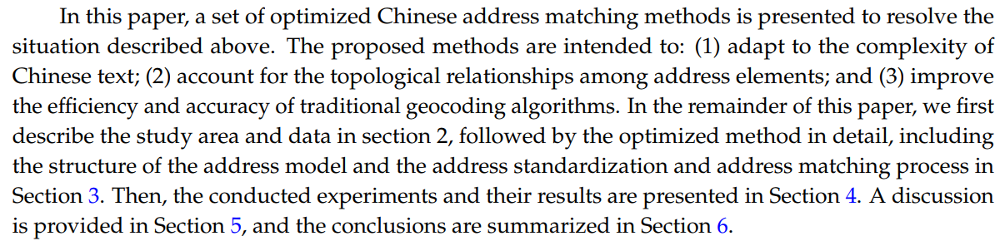 In this paper, a set of optimized Chinese address matching methods is presented to resolve the
situation described above. The proposed methods are intended to: (1) adapt to the complexity of
Chinese text; (2) account for the topological relationships among address elements; and (3) improve
the efficiency and accuracy of traditional geocoding algorithms. In the remainder of this paper, we first
describe the study area and data in section 2, followed by the optimized method in detail, including
the structure of the address model and the address standardization and address matching process in
Section 3. Then, the conducted experiments and their results are presented in Section 4. A discussion
is provided in Section 5, and the conclusions are summarized in Section 6.